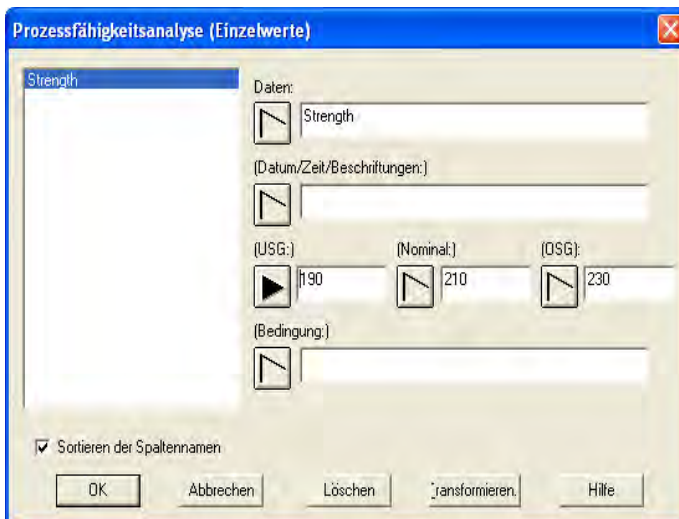 Prozessfähigkeitsanalyse (Einzelwerte)
Strength
Daten:
Strength
(Datum/Zeit/Beschriftungen:)
(USG:) (Nominal:) (OSG):
190 210 230
(Bedingung:)
Sortieren der Spaltennamen
OK Abbrechen Löschen Transformieren. Hilfe